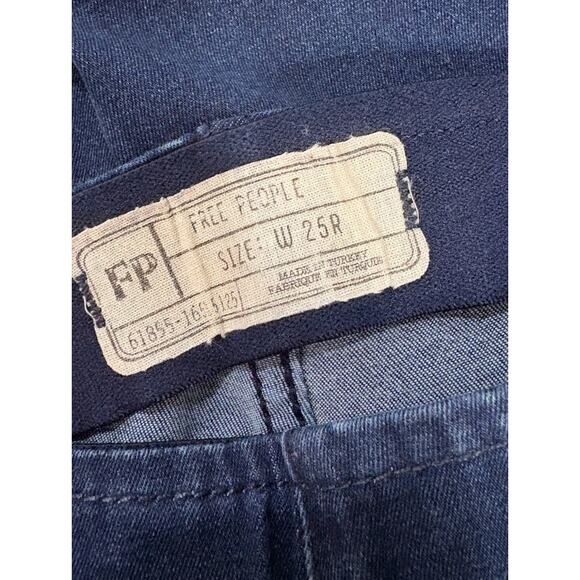 FP
FREE PEOPLE
SIZE: W 25R
MADE IN TURKEY
FABRIQUE EN TURQUIE